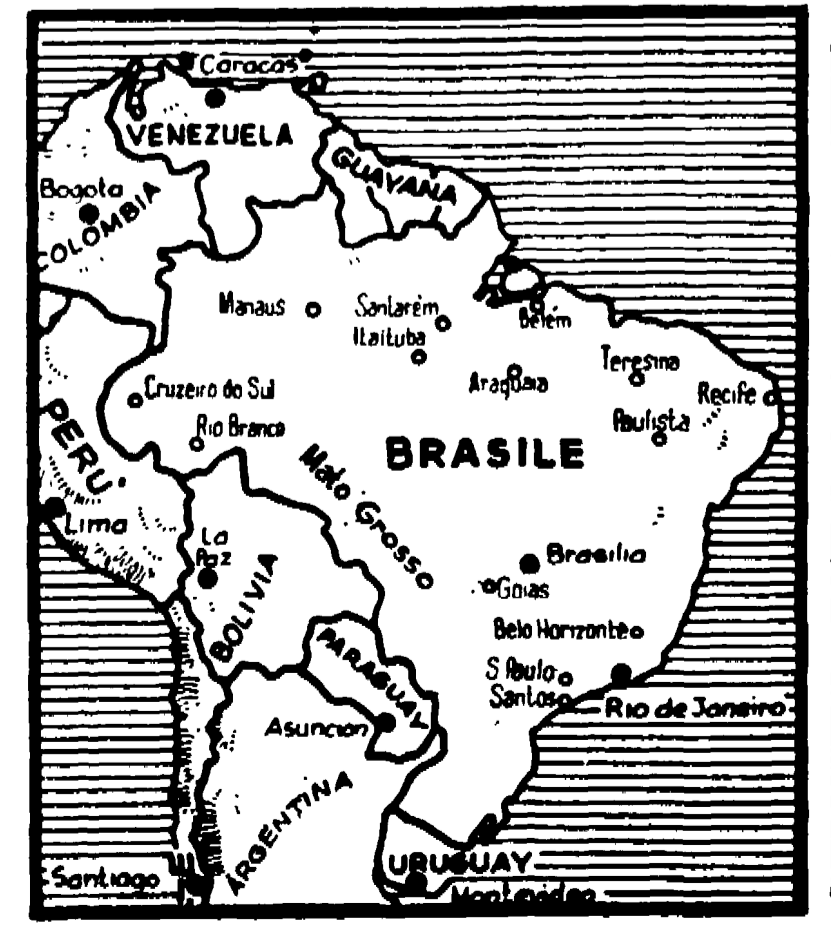 Caracas
VENEZUELA
GUAYANA
Bogota
COLOMBIA
Manaus
Santarém
Itaituba
Belém
Araguaia
Teresina
Recife
Cruzeiro do Sul
Rio Branco
Paulista
PERU'
BRASILE
Mato Grosso
Lima
La
Paz
BOLIVIA
Brasilia
Goias
Belo Horizonte
PARAGUAY
S Paulo
Santos
Rio de Janeiro
Asuncion
ARGENTINA
Santiago
URUGUAY
Montevideo